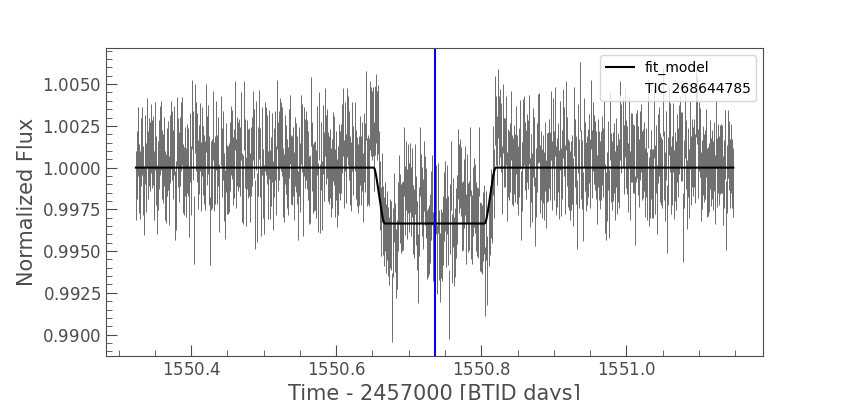 fit_model
TIC 268644785
1.0050
1.0025
1.0000
0.9975
0.9950
0.9925
0.9900
Normalized Flux
1550.4 1550.6 1550.8 1551.0
Time - 2457000 [BTJD days]